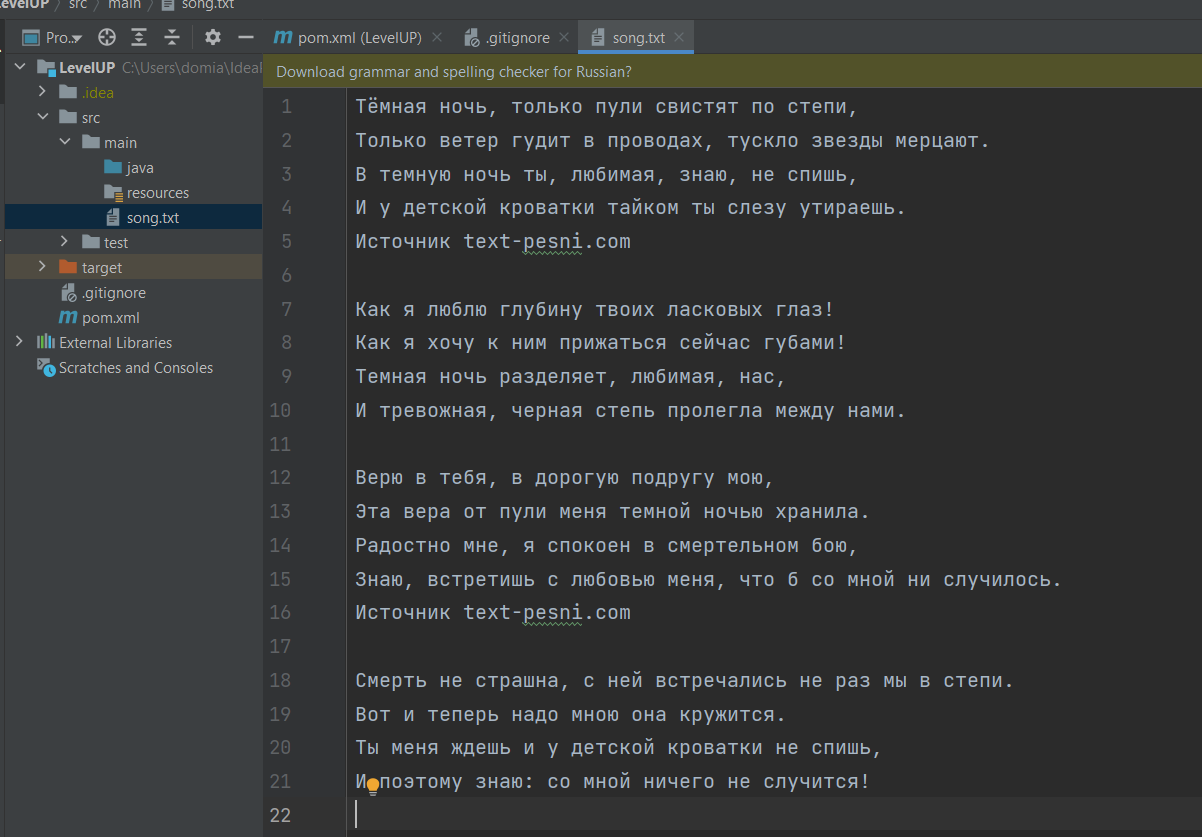 LevelUP src main song.txt
Pro.. pom.xml (LevelUP) .gitignore song.txt
LevelUP C:\Users\domia\Ideal
.idea
src
main
java
resources
song.txt
test
target
.gitignore
pom.xml
External Libraries
Scratches and Consoles
Download grammar and spelling checker for Russian?
1 Тёмная ночь, только пули свистят по степи,
2 Только ветер гудит в проводах, тускло звезды мерцают.
3 В темную ночь ты, любимая, знаю, не спишь,
4 И у детской кроватки тайком ты слезу утираешь.
5 Источник text-pesni.com
6
7 Как я люблю глубину твоих ласковых глаз!
8 Как я хочу к ним прижаться сейчас губами!
9 Темная ночь разделяет, любимая, нас,
10 И тревожная, черная степь пролегла между нами.
11
12 Верю в тебя, в дорогую подругу мою,
13 Эта вера от пули меня темной ночью хранила.
14 Радостно мне, я спокоен в смертельном бою,
15 Знаю, встретишь с любовью меня, что б со мной ни случилось.
16 Источник text-pesni.com
17
18 Смерть не страшна, с ней встречались не раз мы в степи.
19 Вот и теперь надо мною она кружится.
20 Ты меня ждешь и у детской кроватки не спишь,
21 И поэтому знаю: со мной ничего не случится!
22